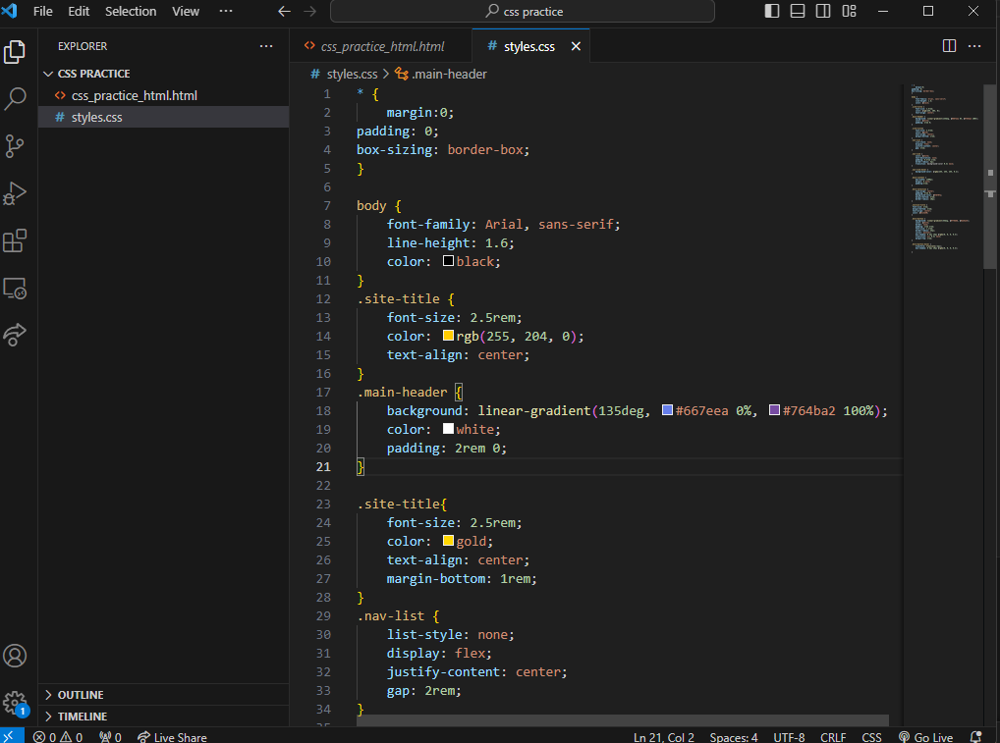 File Edit Selection View ··· css practice
EXPLORER ···
CSS PRACTICE
<> css_practice_html.html
# styles.css
OUTLINE
TIMELINE
<> css_practice_html.html # styles.css ···
# styles.css > .main-header
1 * {
2 margin:0;
3 padding: 0;
4 box-sizing: border-box;
5 }
6
7 body {
8 font-family: Arial, sans-serif;
9 line-height: 1.6;
10 color: black;
11 }
12 .site-title {
13 font-size: 2.5rem;
14 color: rgb(255, 204, 0);
15 text-align: center;
16 }
17 .main-header {
18 background: linear-gradient(135deg, #667eea 0%, #764ba2 100%);
19 color: white;
20 padding: 2rem 0;
21 }
22
23 .site-title{
24 font-size: 2.5rem;
25 color: gold;
26 text-align: center;
27 margin-bottom: 1rem;
28 }
29 .nav-list {
30 list-style: none;
31 display: flex;
32 justify-content: center;
33 gap: 2rem;
34 }
1
0 0 0 Live Share Ln 21, Col 2 Spaces: 4 UTF-8 CRLF CSS Go Live